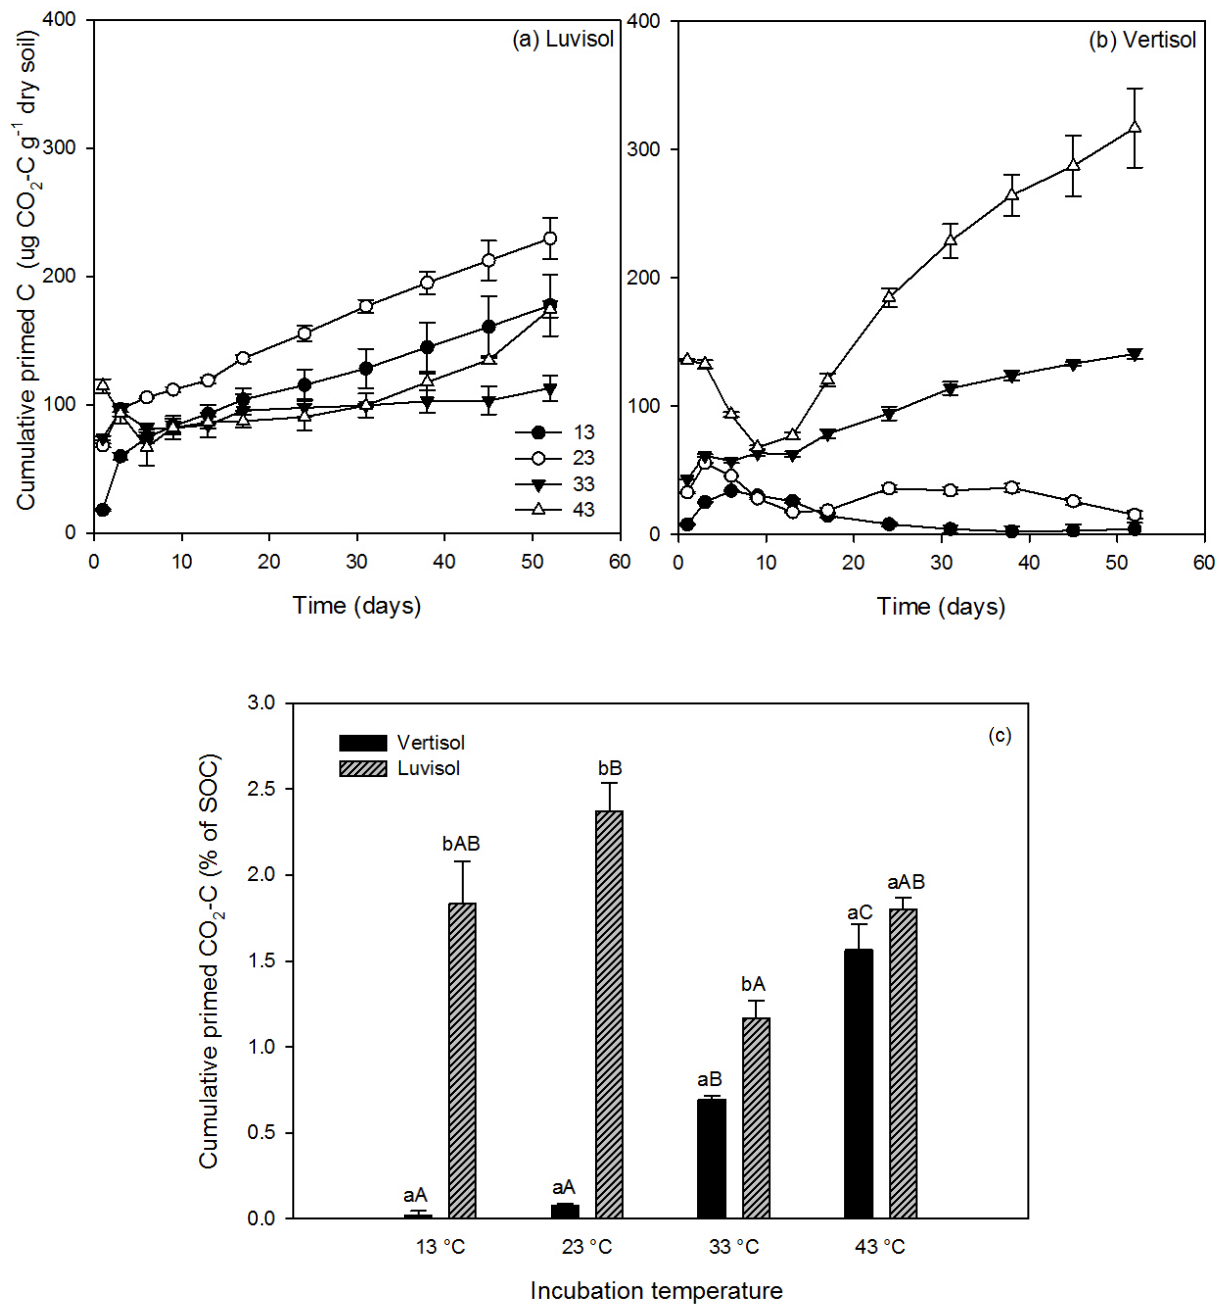 (a) Luvisol
Cumulative primed C (ug CO₂-C g⁻¹ dry soil)
400
300
200
100
0
13
23
33
43
0 10 20 30 40 50 60
Time (days)
(b) Vertisol
400
300
200
100
0
0 10 20 30 40 50 60
Time (days)
(c)
Cumulative primed CO₂-C (% of SOC)
3.0
2.5
2.0
1.5
1.0
0.5
0.0
Vertisol
Luvisol
aA
bAB
aA
bB
aB
bA
aC
aAB
13 °C 23 °C 33 °C 43 °C
Incubation temperature